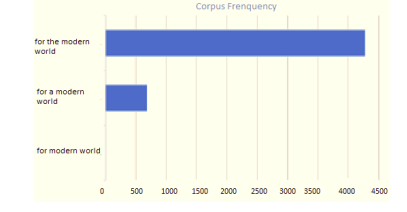 Corpus Frenquency
for the modern
world
for a modern
world
for modern world
0 500 1000 1500 2000 2500 3000 3500 4000 4500